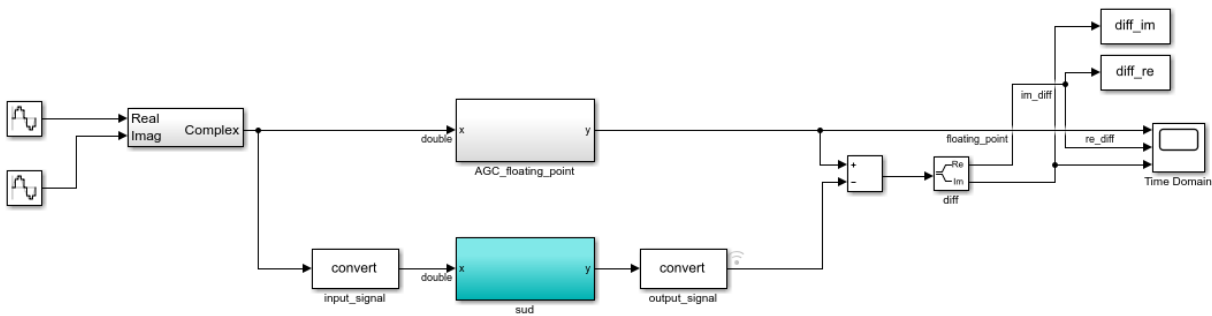 diff_im
diff_re
im_diff
Real
Imag
Complex
double
x
y
AGC_floating_point
floating_point
re_diff
Time Domain
+
−
Re
Im
diff
convert
input_signal
double
x
y
sud
convert
output_signal